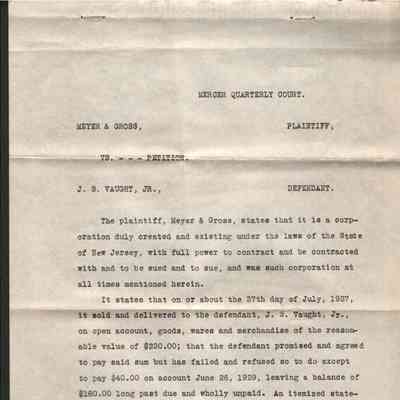 MERCER QUARTERLY COURT.
MEYER & GROSS, PLAINTIFF,
VS. - - - PETITION.
J. S. VAUGHT, JR., DEFENDANT.
The plaintiff, Meyer & Gross, states that it is a corp-
oration duly created and existing under the laws of the State
of New Jersey, with full power to contract and be contracted
with and to be sued and to sue, and was such corporation at
all times mentioned herein.
It states that on or about the 27th day of July, 1927,
it sold and delivered to the defendant, J. S. Vaught, Jr.,
on open account, goods, wares and merchandise of the reason-
able value of $220.00; that the defendant promised and agreed
to pay said sum but has failed and refused so to do except
to pay $40.00 on account June 26, 1929, leaving a balance of
$180.00 long past due and wholly unpaid. An itemized state-